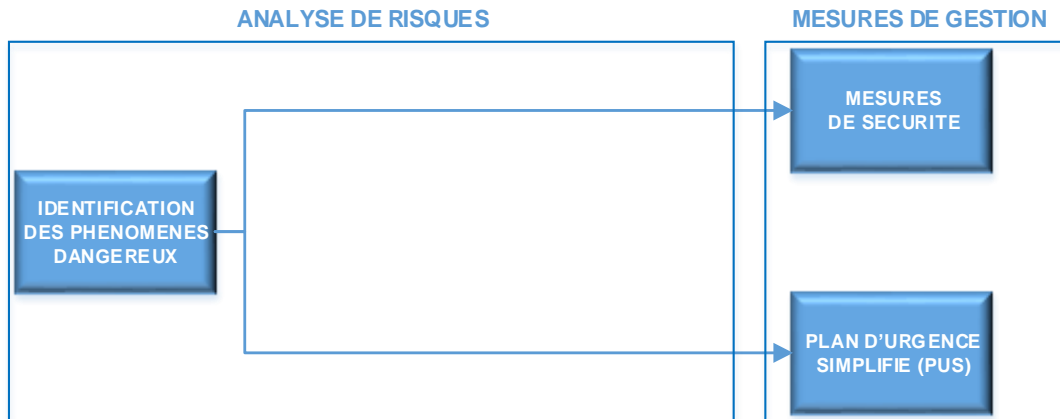 ANALYSE DE RISQUES
MESURES DE GESTION
MESURES
DE SECURITE
IDENTIFICATION
DES PHENOMENES
DANGEREUX
PLAN D’URGENCE
SIMPLIFIE (PUS)